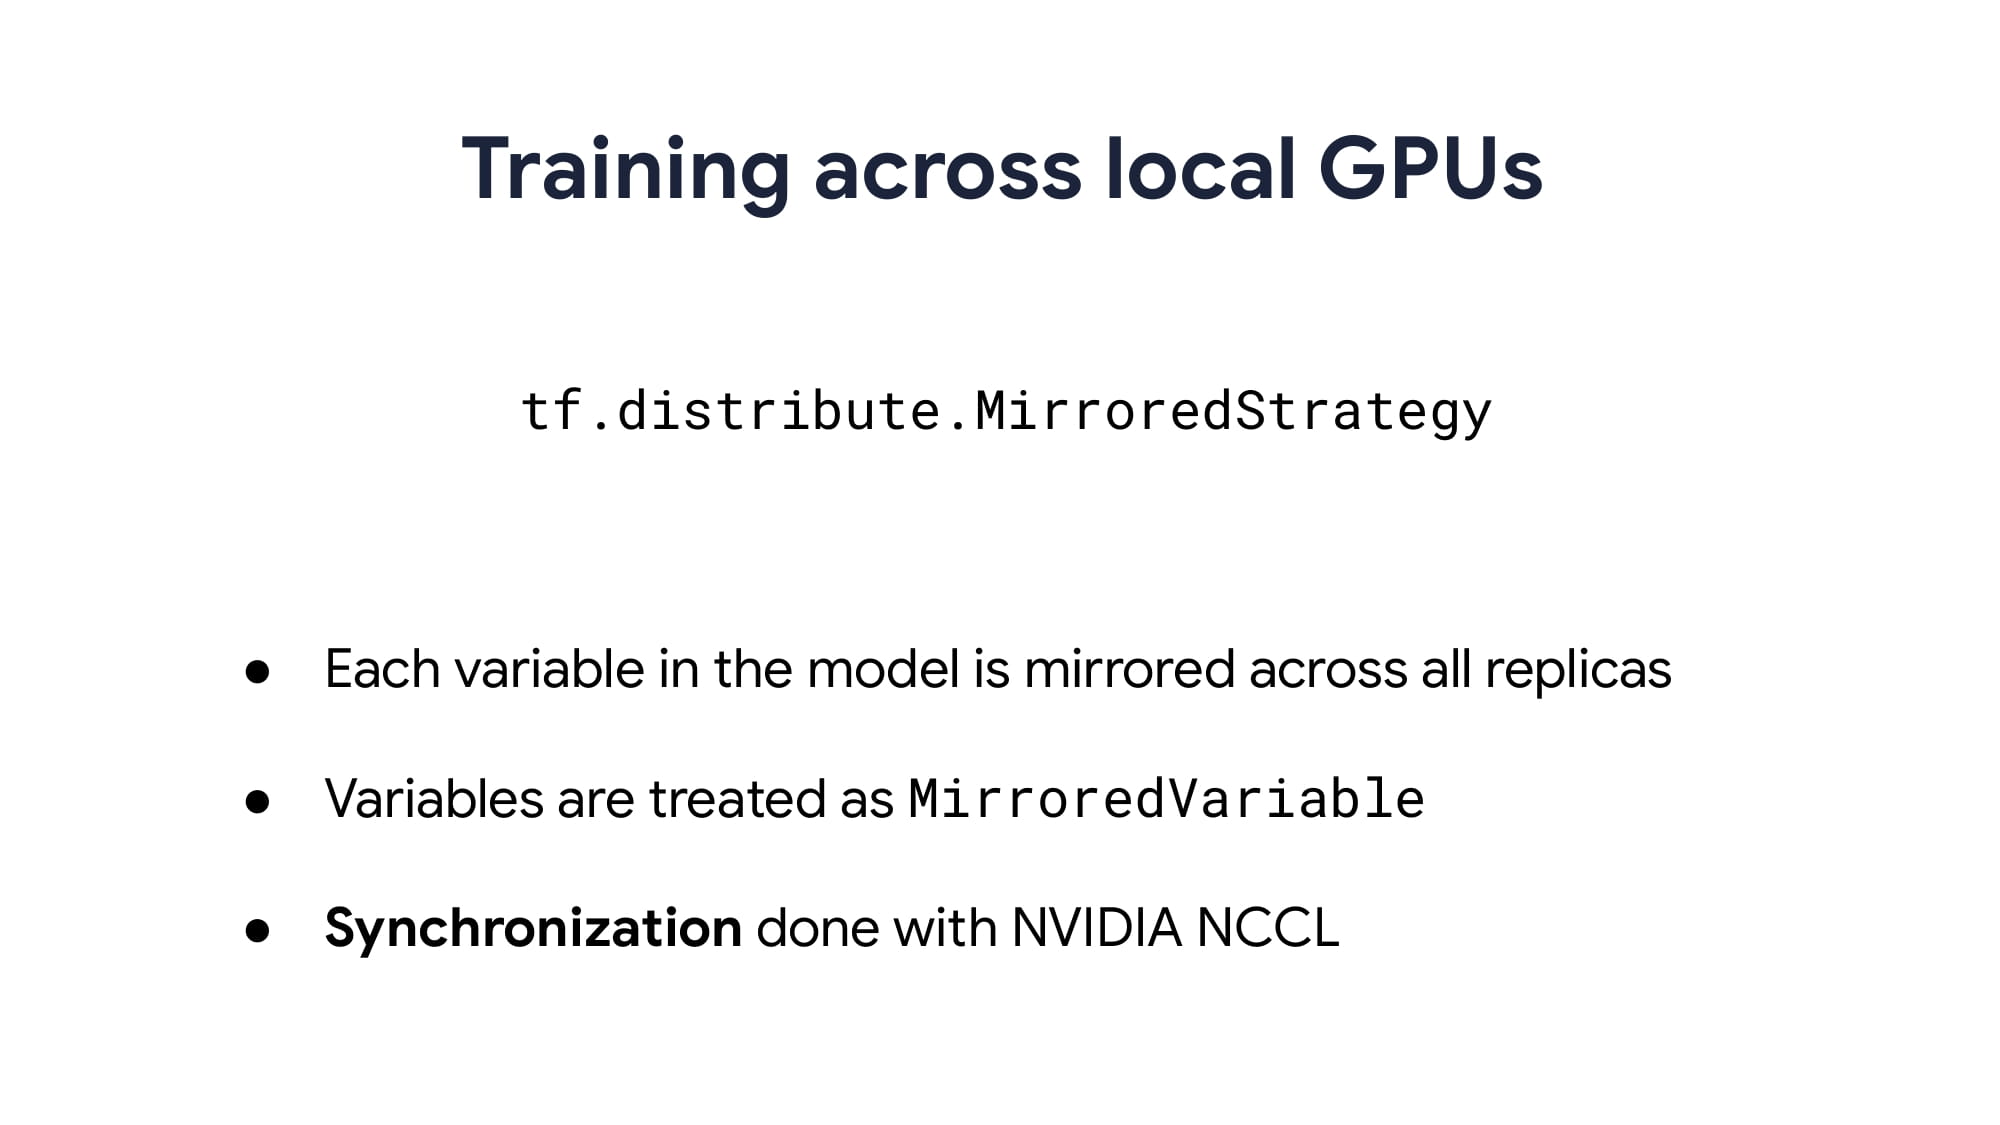 Training across local GPUs
tf.distribute.MirroredStrategy
● Each variable in the model is mirrored across all replicas
● Variables are treated as MirroredVariable
● Synchronization done with NVIDIA NCCL